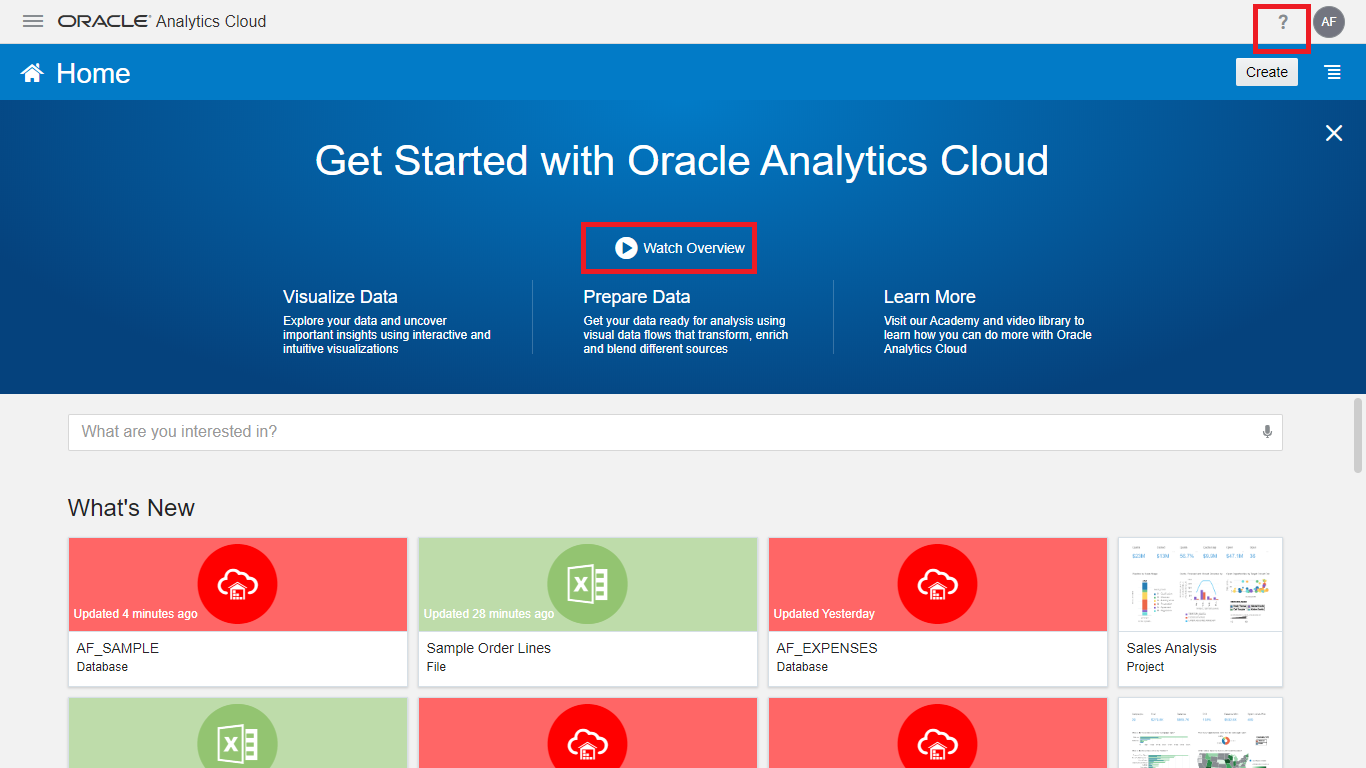 ORACLE® Analytics Cloud
?
AF
Home
Create
Get Started with Oracle Analytics Cloud
Watch Overview
Visualize Data
Explore your data and uncover
important insights using interactive and
intuitive visualizations
Prepare Data
Get your data ready for analysis using
visual data flows that transform, enrich
and blend different sources
Learn More
Visit our Academy and video library to
learn how you can do more with Oracle
Analytics Cloud
What are you interested in?
What's New
Updated 4 minutes ago
AF_SAMPLE
Database
Updated 28 minutes ago
Sample Order Lines
File
Updated Yesterday
AF_EXPENSES
Database
Sales Analysis
Project